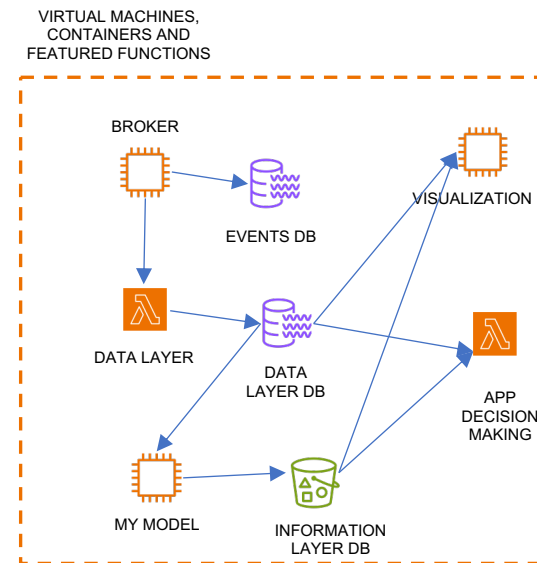 VIRTUAL MACHINES,
CONTAINERS AND
FEATURED FUNCTIONS
BROKER
VISUALIZATION
EVENTS DB
DATA LAYER
DATA
LAYER DB
APP
DECISION
MAKING
MY MODEL
INFORMATION
LAYER DB